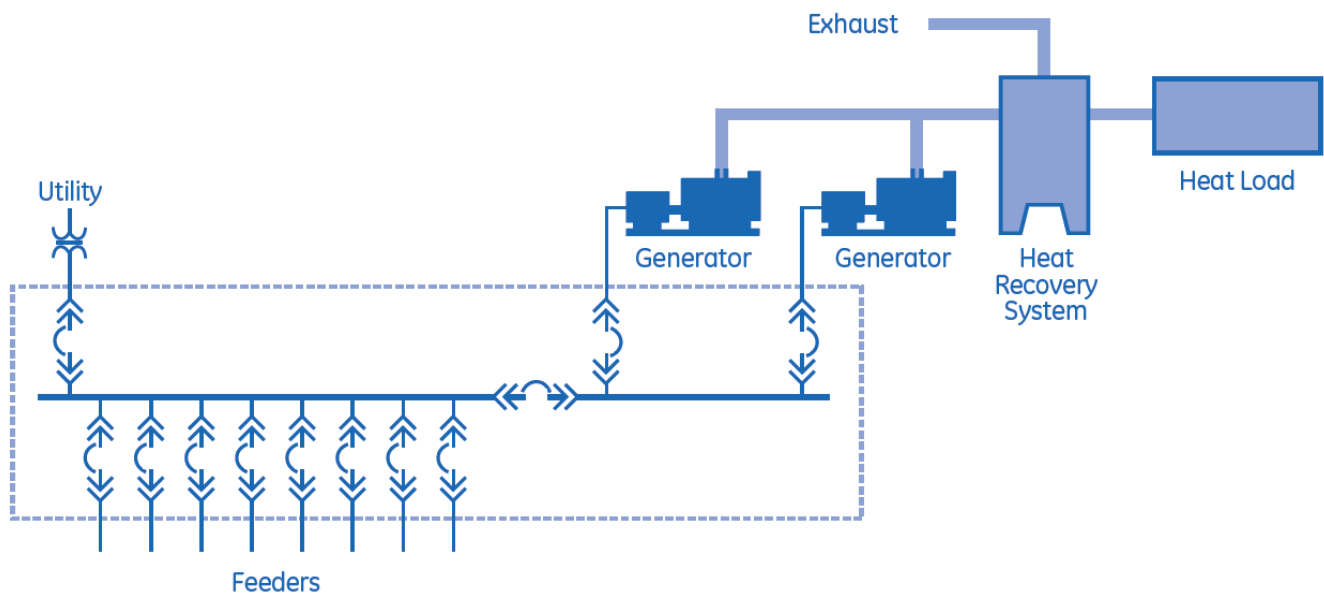 Exhaust
Utility
Heat Load
Generator
Generator
Heat
Recovery
System
Feeders